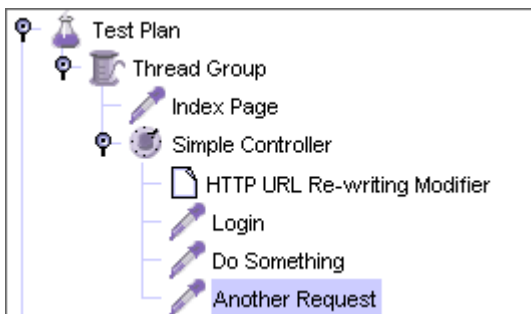 Test Plan
Thread Group
Index Page
Simple Controller
HTTP URL Re-writing Modifier
Login
Do Something
Another Request